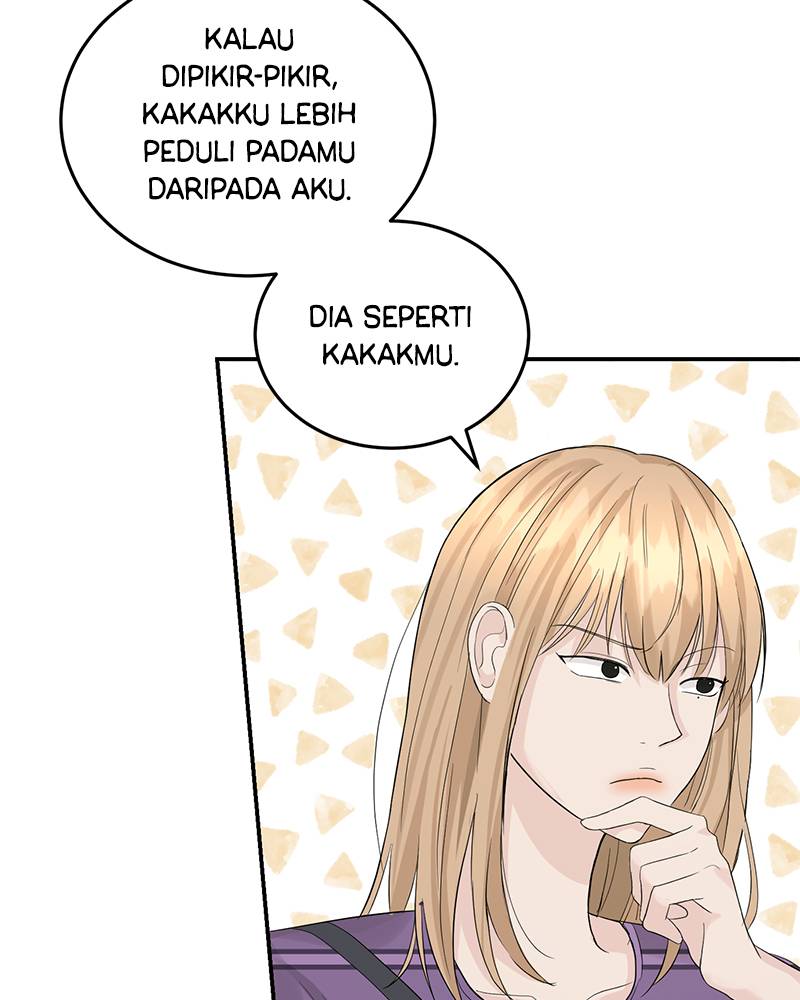 KALAU
DIPIKIR-PIKIR,
KAKAKKU LEBIH
PEDULI PADAMU
DARIPADA AKU.
DIA SEPERTI
KAKAKMU.